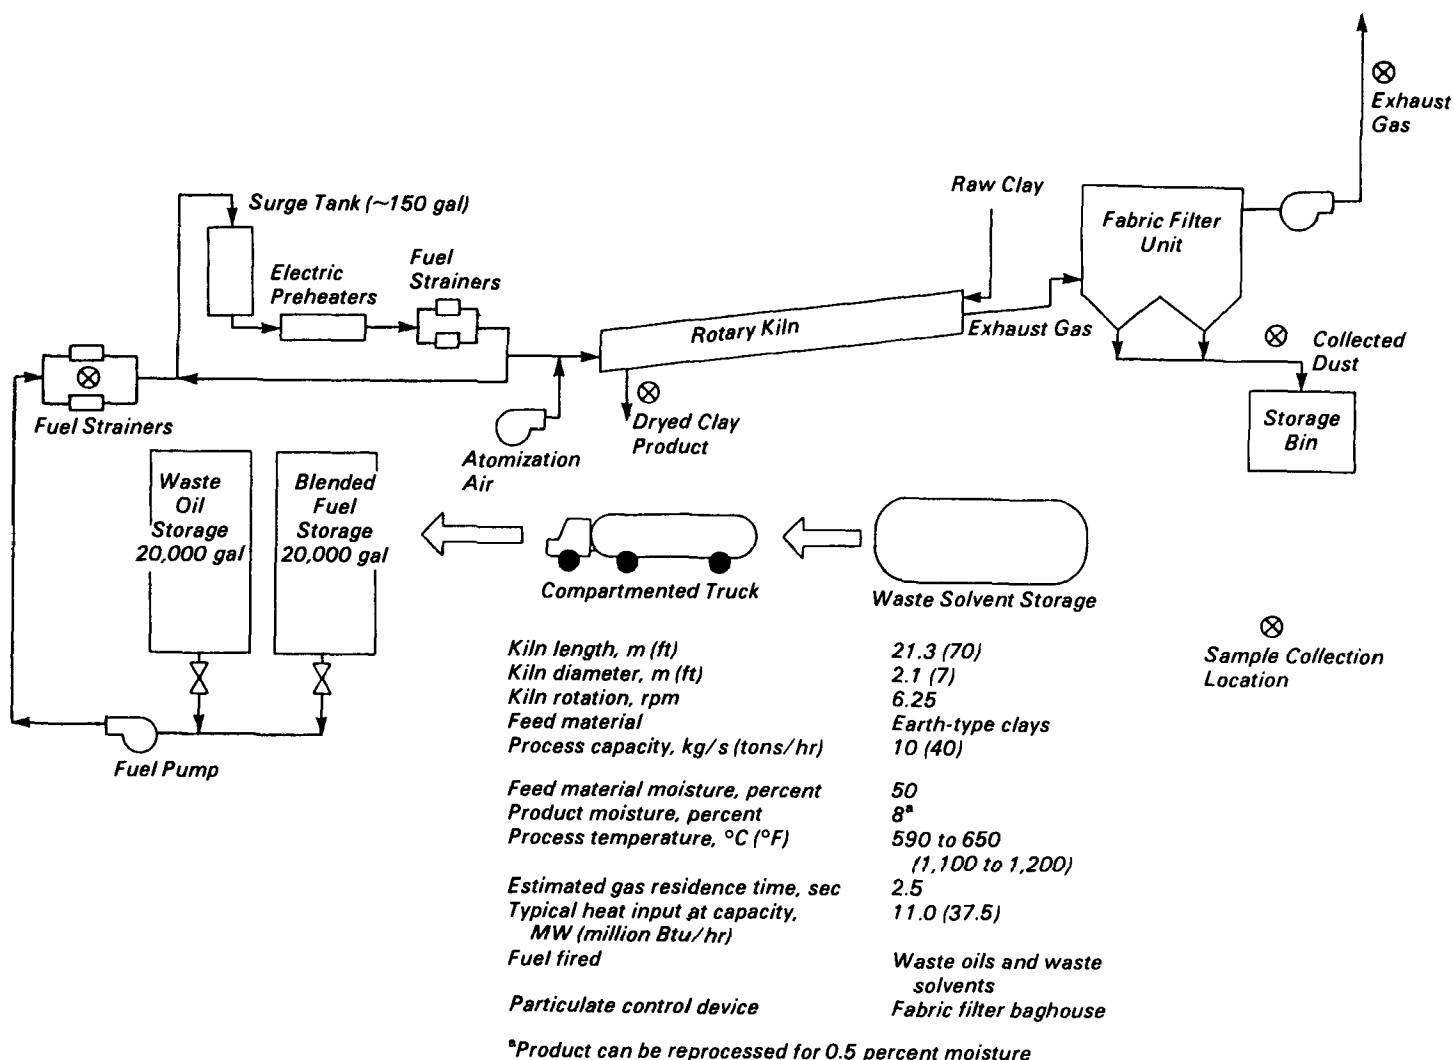 Exhaust
Gas
Raw Clay
Surge Tank (~150 gal)
Fabric Filter
Unit
Fuel
Strainers
Electric
Preheaters
Rotary Kiln
Exhaust Gas
Collected
Dust
Fuel Strainers
Dryed Clay
Product
Storage
Bin
Atomization
Air
Waste
Oil
Storage
20,000 gal
Blended
Fuel
Storage
20,000 gal
Compartmented Truck
Waste Solvent Storage
Sample Collection
Location
Fuel Pump
Kiln length, m (ft) 21.3 (70)
Kiln diameter, m (ft) 2.1 (7)
Kiln rotation, rpm 6.25
Feed material Earth-type clays
Process capacity, kg/s (tons/hr) 10 (40)
Feed material moisture, percent 50
Product moisture, percent 8ª
Process temperature, °C (°F) 590 to 650
(1,100 to 1,200)
Estimated gas residence time, sec 2.5
Typical heat input at capacity, 11.0 (37.5)
MW (million Btu/hr)
Fuel fired Waste oils and waste
solvents
Particulate control device Fabric filter baghouse
ªProduct can be reprocessed for 0.5 percent moisture